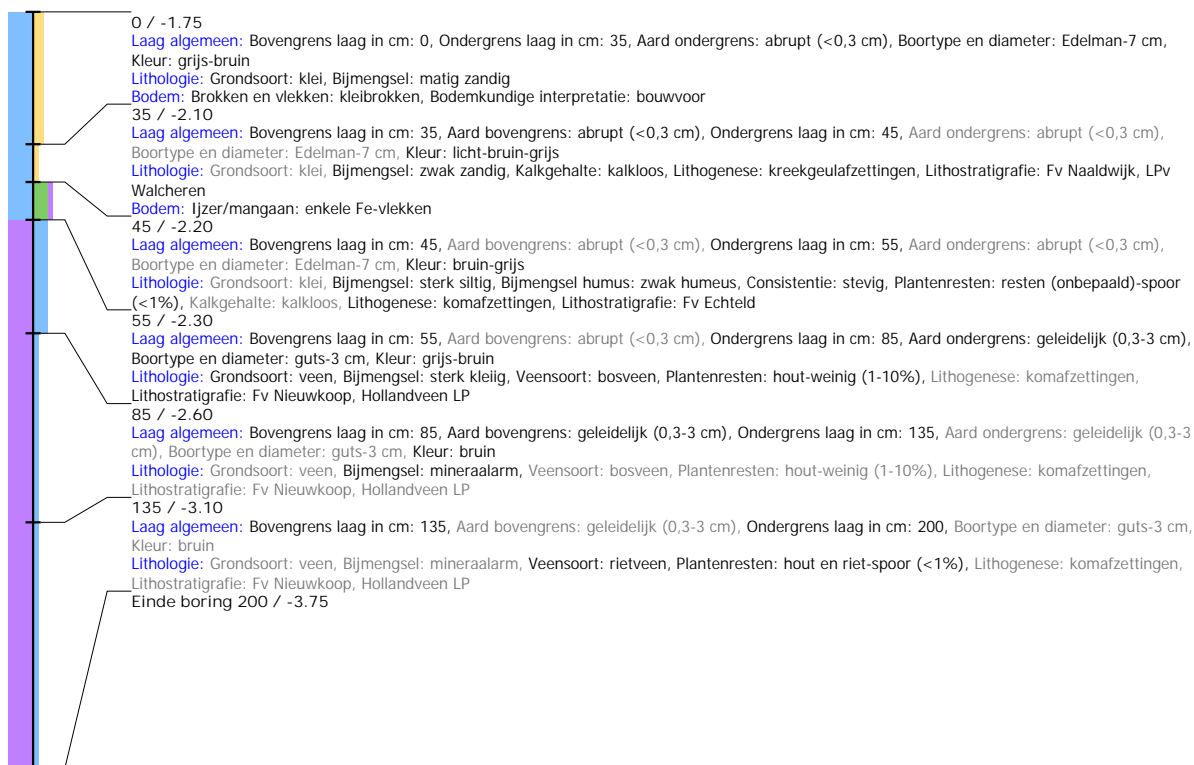 0 / -1.75
Laag algemeen: Bovengrens laag in cm: 0, Ondergrens laag in cm: 35, Aard ondergrens: abrupt (<0,3 cm), Boortype en diameter: Edelman-7 cm,
Kleur: grijs-bruin
Lithologie: Grondsoort: klei, Bijmengsel: matig zandig
Bodem: Brokken en vlekken: kleibrokken, Bodemkundige interpretatie: bouwvoor
35 / -2.10
Laag algemeen: Bovengrens laag in cm: 35, Aard bovengrens: abrupt (<0,3 cm), Ondergrens laag in cm: 45, Aard ondergrens: abrupt (<0,3 cm),
Boortype en diameter: Edelman-7 cm, Kleur: licht-bruin-grijs
Lithologie: Grondsoort: klei, Bijmengsel: zwak zandig, Kalkgehalte: kalkloos, Lithogenese: kreekgeulafzettingen, Lithostratigrafie: Fv Naaldwijk, LPv
Walcheren
Bodem: Ijzer/mangaan: enkele Fe-vlekken
45 / -2.20
Laag algemeen: Bovengrens laag in cm: 45, Aard bovengrens: abrupt (<0,3 cm), Ondergrens laag in cm: 55, Aard ondergrens: abrupt (<0,3 cm),
Boortype en diameter: Edelman-7 cm, Kleur: bruin-grijs
Lithologie: Grondsoort: klei, Bijmengsel: sterk siltig, Bijmengsel humus: zwak humeus, Consistentie: stevig, Plantenresten: resten (onbepaald)-spoor
(<1%), Kalkgehalte: kalkloos, Lithogenese: komafzettingen, Lithostratigrafie: Fv Echteld
55 / -2.30
Laag algemeen: Bovengrens laag in cm: 55, Aard bovengrens: abrupt (<0,3 cm), Ondergrens laag in cm: 85, Aard ondergrens: geleidelijk (0,3-3 cm),
Boortype en diameter: guts-3 cm, Kleur: grijs-bruin
Lithologie: Grondsoort: veen, Bijmengsel: sterk kleiig, Veensoort: bosveen, Plantenresten: hout-weinig (1-10%), Lithogenese: komafzettingen,
Lithostratigrafie: Fv Nieuwkoop, Hollandveen LP
85 / -2.60
Laag algemeen: Bovengrens laag in cm: 85, Aard bovengrens: geleidelijk (0,3-3 cm), Ondergrens laag in cm: 135, Aard ondergrens: geleidelijk (0,3-3
cm), Boortype en diameter: guts-3 cm, Kleur: bruin
Lithologie: Grondsoort: veen, Bijmengsel: mineraalarm, Veensoort: bosveen, Plantenresten: hout-weinig (1-10%), Lithogenese: komafzettingen,
Lithostratigrafie: Fv Nieuwkoop, Hollandveen LP
135 / -3.10
Laag algemeen: Bovengrens laag in cm: 135, Aard bovengrens: geleidelijk (0,3-3 cm), Ondergrens laag in cm: 200, Boortype en diameter: guts-3 cm,
Kleur: bruin
Lithologie: Grondsoort: veen, Bijmengsel: mineraalarm, Veensoort: rietveen, Plantenresten: hout en riet-spoor (<1%), Lithogenese: komafzettingen,
Lithostratigrafie: Fv Nieuwkoop, Hollandveen LP
Einde boring 200 / -3.75